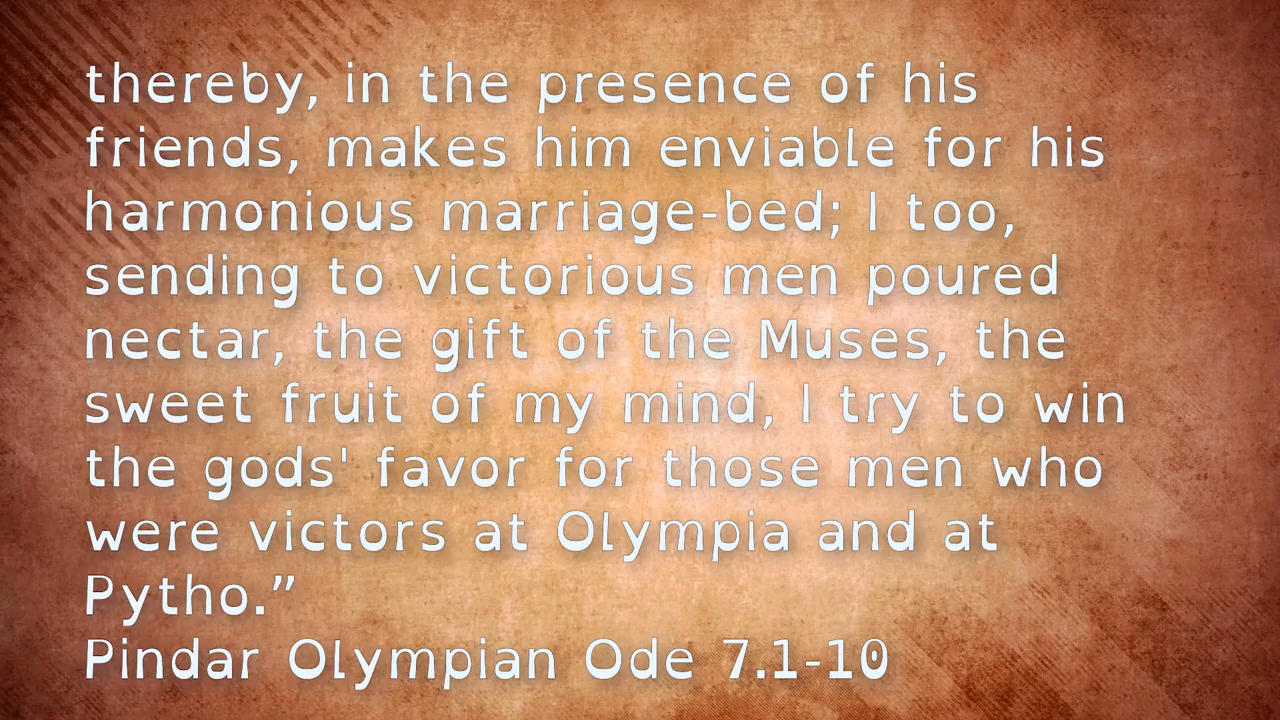 thereby, in the presence of his
friends, makes him enviable for his
harmonious marriage-bed; I too,
sending to victorious men poured
nectar, the gift of the Muses, the
sweet fruit of my mind, I try to win
the gods' favor for those men who
were victors at Olympia and at
Pytho.”
Pindar Olympian Ode 7.1-10